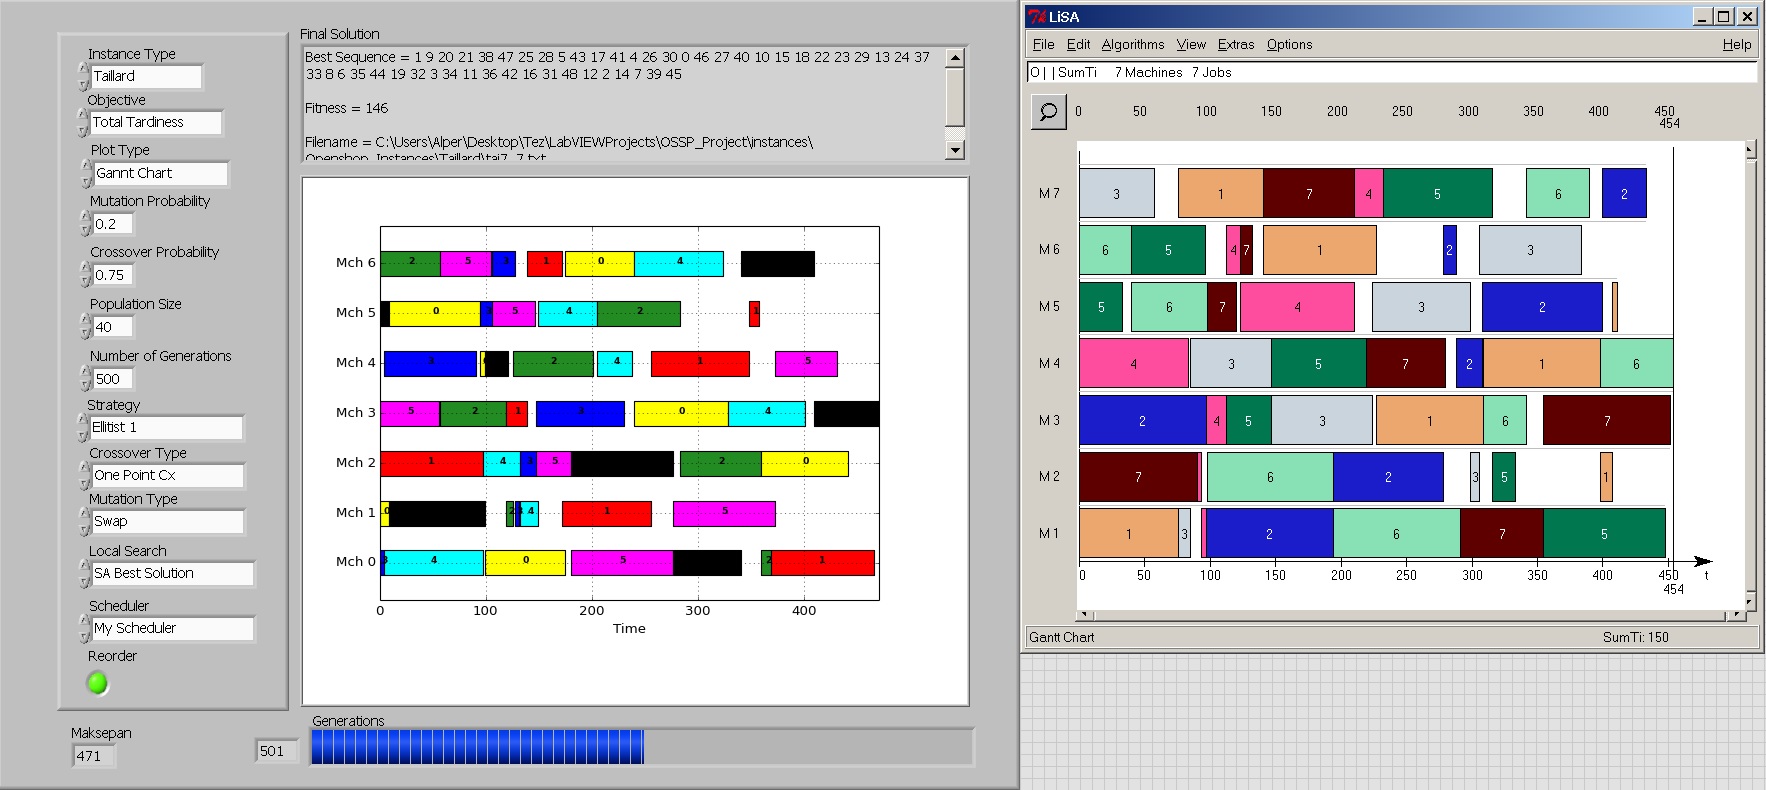 Instance Type
Taillard
Objective
Total Tardiness
Plot Type
Gannt Chart
Mutation Probability
0.2
Crossover Probability
0.75
Population Size
40
Number of Generations
500
Strategy
Ellitist 1
Crossover Type
One Point Cx
Mutation Type
Swap
Local Search
SA Best Solution
Scheduler
My Scheduler
Reorder
Maksepan
471
501
Final Solution
Best Sequence = 1 9 20 21 38 47 25 28 5 43 17 41 4 26 30 0 46 27 40 10 15 18 22 23 29 13 24 37
33 8 6 35 44 19 32 3 34 11 36 42 16 31 48 12 2 14 7 39 45
Fitness = 146
Filename = C:\Users\Alper\Desktop\Tez\LabVIEWProjects\OSSP_Project\instances\
Openshop_Instances\Taillard\tai7_7.txt
Mch 6 2 5 3 1 0 4
Mch 5 0 3 5 4 2 1
Mch 4 3 0 2 4 1 5
Mch 3 5 2 1 3 0 4
Mch 2 1 4 3 5 2 0
Mch 1 0 2 3 4 1 5
Mch 0 3 4 0 5 2 1
0 100 200 300 400
Time
Generations
LiSA
File Edit Algorithms View Extras Options Help
O | | SumTi 7 Machines 7 Jobs
0 50 100 150 200 250 300 350 400 450
454
M 7 3 1 7 4 5 6 2
M 6 6 5 4 7 1 2 3
M 5 5 6 7 4 3 2
M 4 4 3 5 7 2 1 6
M 3 2 4 5 3 1 6 7
M 2 7 6 2 3 5 1
M 1 1 3 2 6 7 5
0 50 100 150 200 250 300 350 400 450 t
454
Gantt Chart SumTi: 150